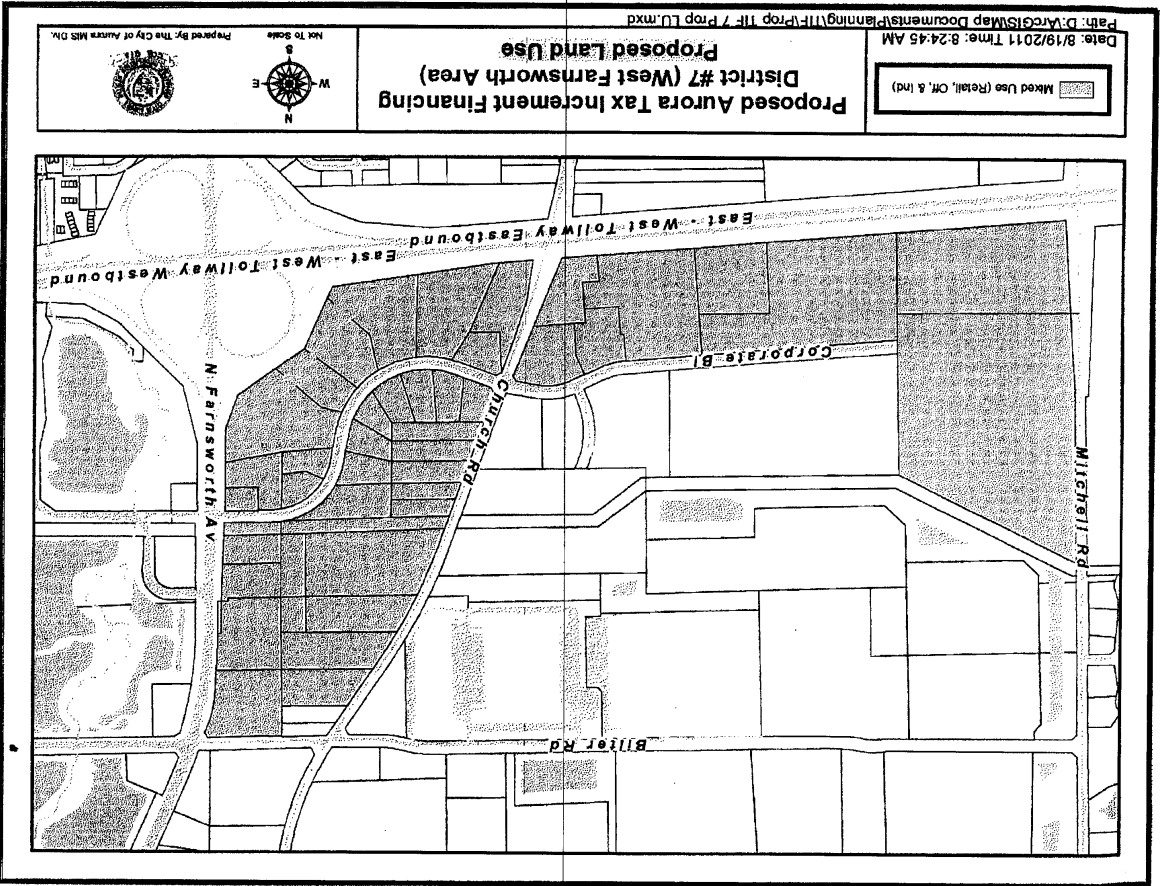 Bilter Rd
Mitchell Rd
Church Rd
N Farnsworth Av
Corporate Bl
East - West Tollway Westbound
East - West Tollway Eastbound
Mixed Use (Retail, Off, & Ind)
Date: 8/19/2011 Time: 8:24:45 AM
Proposed Aurora Tax Increment Financing
District #7 (West Farnsworth Area)
Proposed Land Use
N
W
E
S
Not To Scale
Prepared By: The City of Aurora MIS Div.
Path: D:\ArcGIS\Map Documents\Planning\TIF\Prop TIF 7 Prop LU.mxd